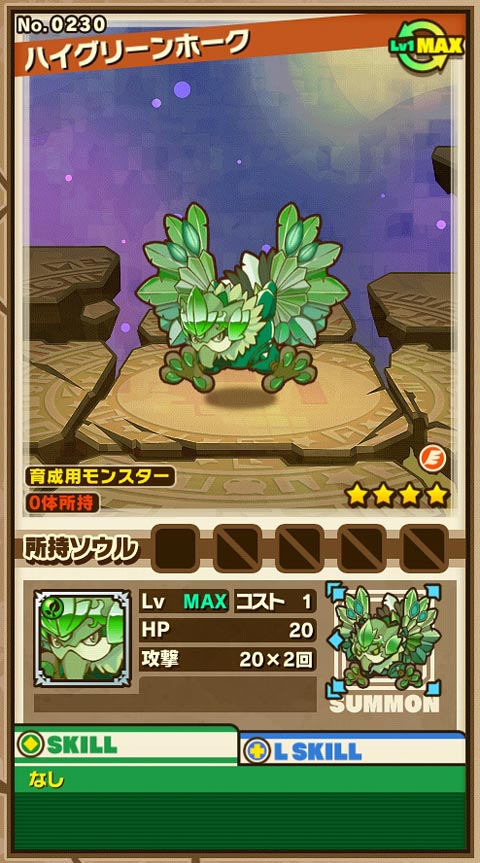 No.0230
ハイグリーンホーク
Lv1 MAX
育成用モンスター
0体所持
E
所持ソウル
Lv MAX コスト 1
HP 20
攻撃 20×2回
SUMMON
SKILL
L SKILL
なし